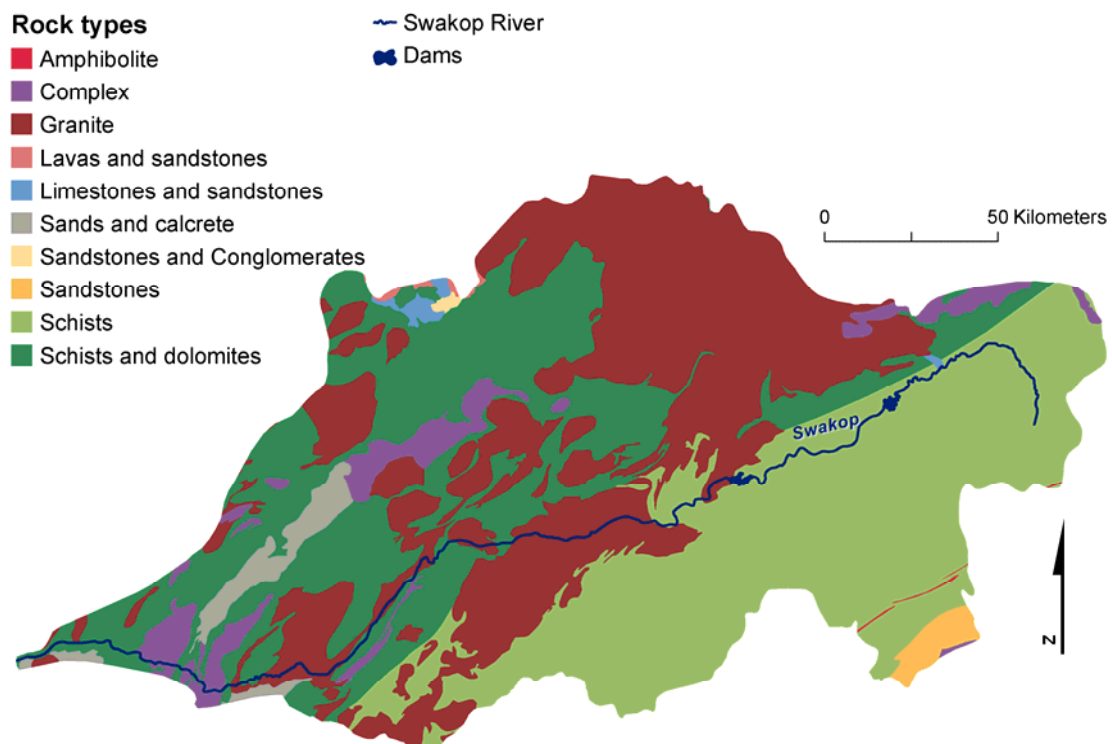 Rock types
Amphibolite
Complex
Granite
Lavas and sandstones
Limestones and sandstones
Sands and calcrete
Sandstones and Conglomerates
Sandstones
Schists
Schists and dolomites
Swakop River
Dams
0 50 Kilometers
Swakop
N